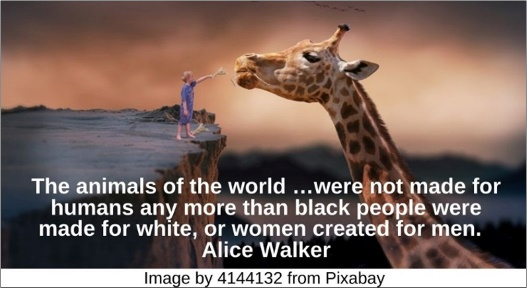 The animals of the world ...were not made for
humans any more than black people were
made for white, or women created for men.
Alice Walker
Image by 4144132 from Pixabay